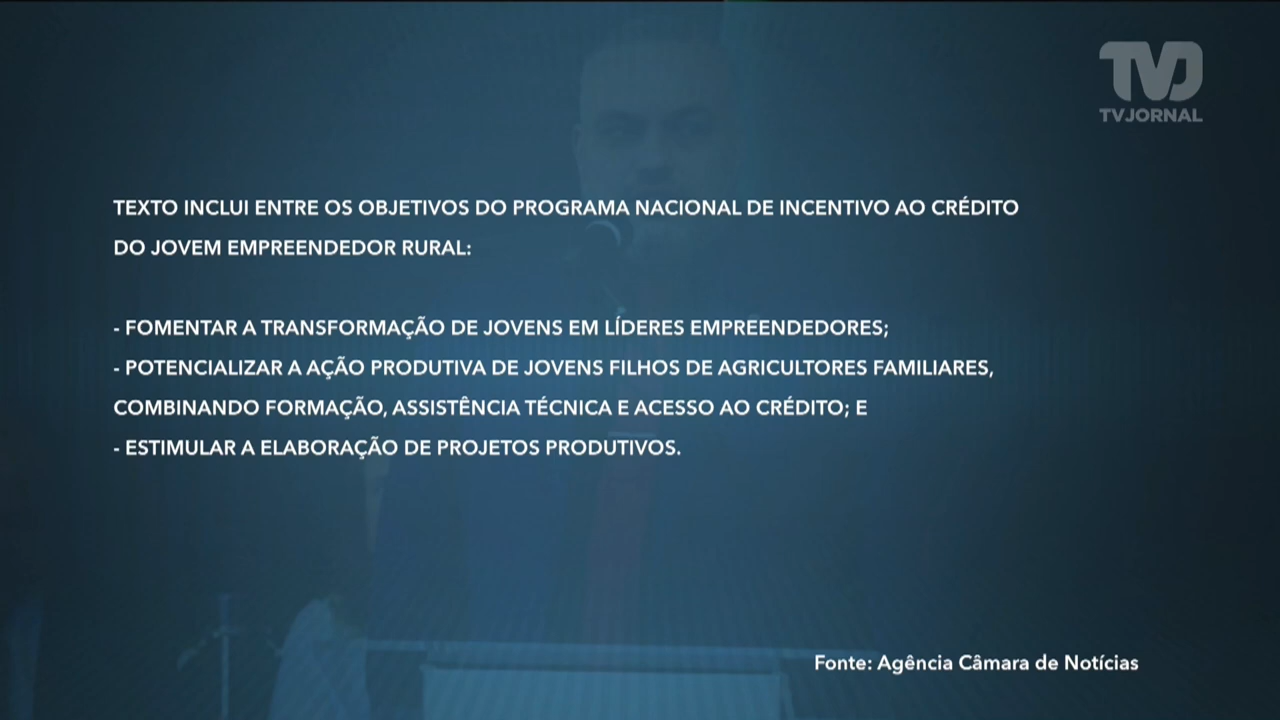 TVJ
TVJORNAL
TEXTO INCLUI ENTRE OS OBJETIVOS DO PROGRAMA NACIONAL DE INCENTIVO AO CRÉDITO
DO JOVEM EMPREENDEDOR RURAL:
- FOMENTAR A TRANSFORMAÇÃO DE JOVENS EM LÍDERES EMPREENDEDORES;
- POTENCIALIZAR A AÇÃO PRODUTIVA DE JOVENS FILHOS DE AGRICULTORES FAMILIARES,
COMBINANDO FORMAÇÃO, ASSISTÊNCIA TÉCNICA E ACESSO AO CRÉDITO; E
- ESTIMULAR A ELABORAÇÃO DE PROJETOS PRODUTIVOS.
Fonte: Agência Câmara de Notícias